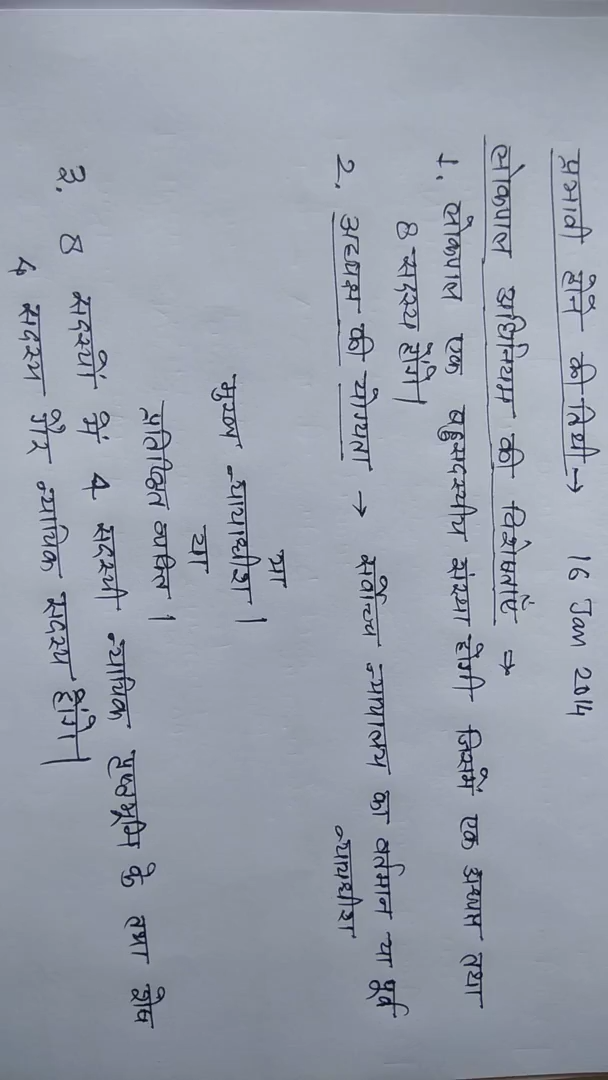 प्रभावी होने की तिथी → 16 Jan 2014
लोकपाल अधिनियम की विशेषताएं →
1. लोकपाल एक बहुसदस्यीय संस्था होगी जिसमें एक अध्यक्ष तथा
8 सदस्य होंगे।
2. अध्यक्ष की योग्यता → सर्वोच्च न्यायालय का वर्तमान या पूर्व
न्यायधीश
या
मुख्य न्यायाधीश।
या
प्रतिष्ठित व्यक्ति।
3. 8 सदस्यों में 4 सदस्यी न्यायिक पृष्ठभूमि के तथा शेष
4 सदस्य गैर न्यायिक सदस्य होंगे।